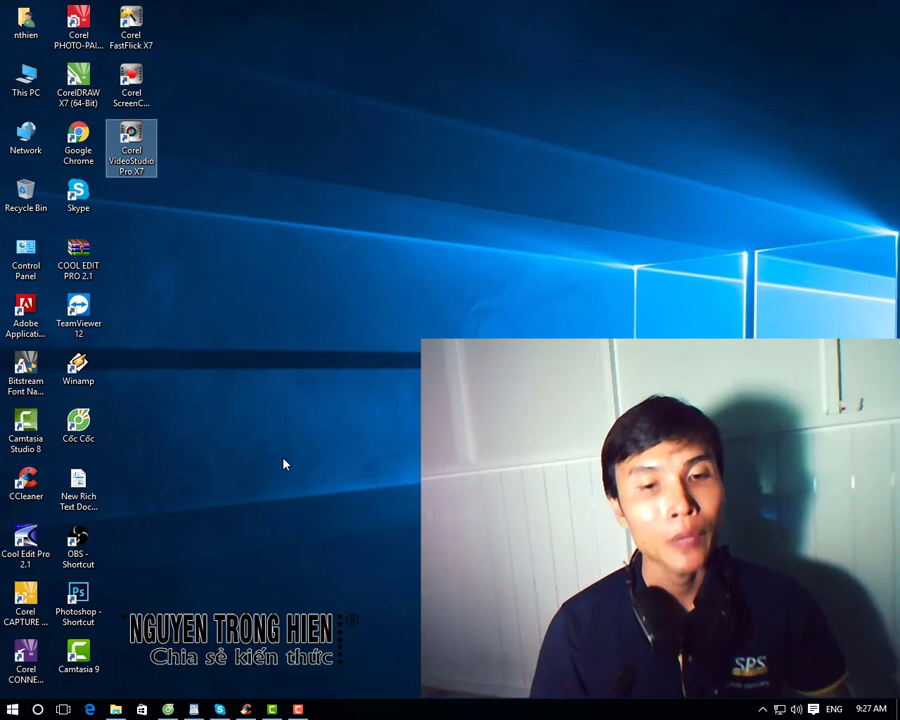 nthien
Corel
PHOTO-PAI...
Corel
FastFlick X7
This PC
CorelDRAW
X7 (64-Bit)
Corel
ScreenC...
Network
Google
Chrome
Corel
VideoStudio
Pro X7
Recycle Bin
Skype
Control
Panel
COOL EDIT
PRO 2.1
Adobe
Applicati...
TeamViewer
12
Bitstream
Font Na...
Winamp
Camtasia
Studio 8
Cốc Cốc
CCleaner
New Rich
Text Doc...
Cool Edit Pro
2.1
OBS -
Shortcut
Corel
CAPTURE ...
Photoshop -
Shortcut
Corel
CONNE...
Camtasia 9
NGUYEN TRONG HIEN ®
Chia sẻ kiến thức
SPS
ENG
9:27 AM